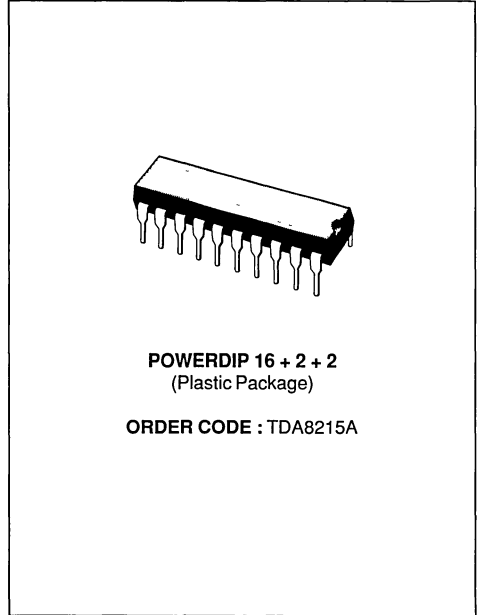 POWERDIP 16 + 2 + 2
(Plastic Package)
ORDER CODE : TDA8215A